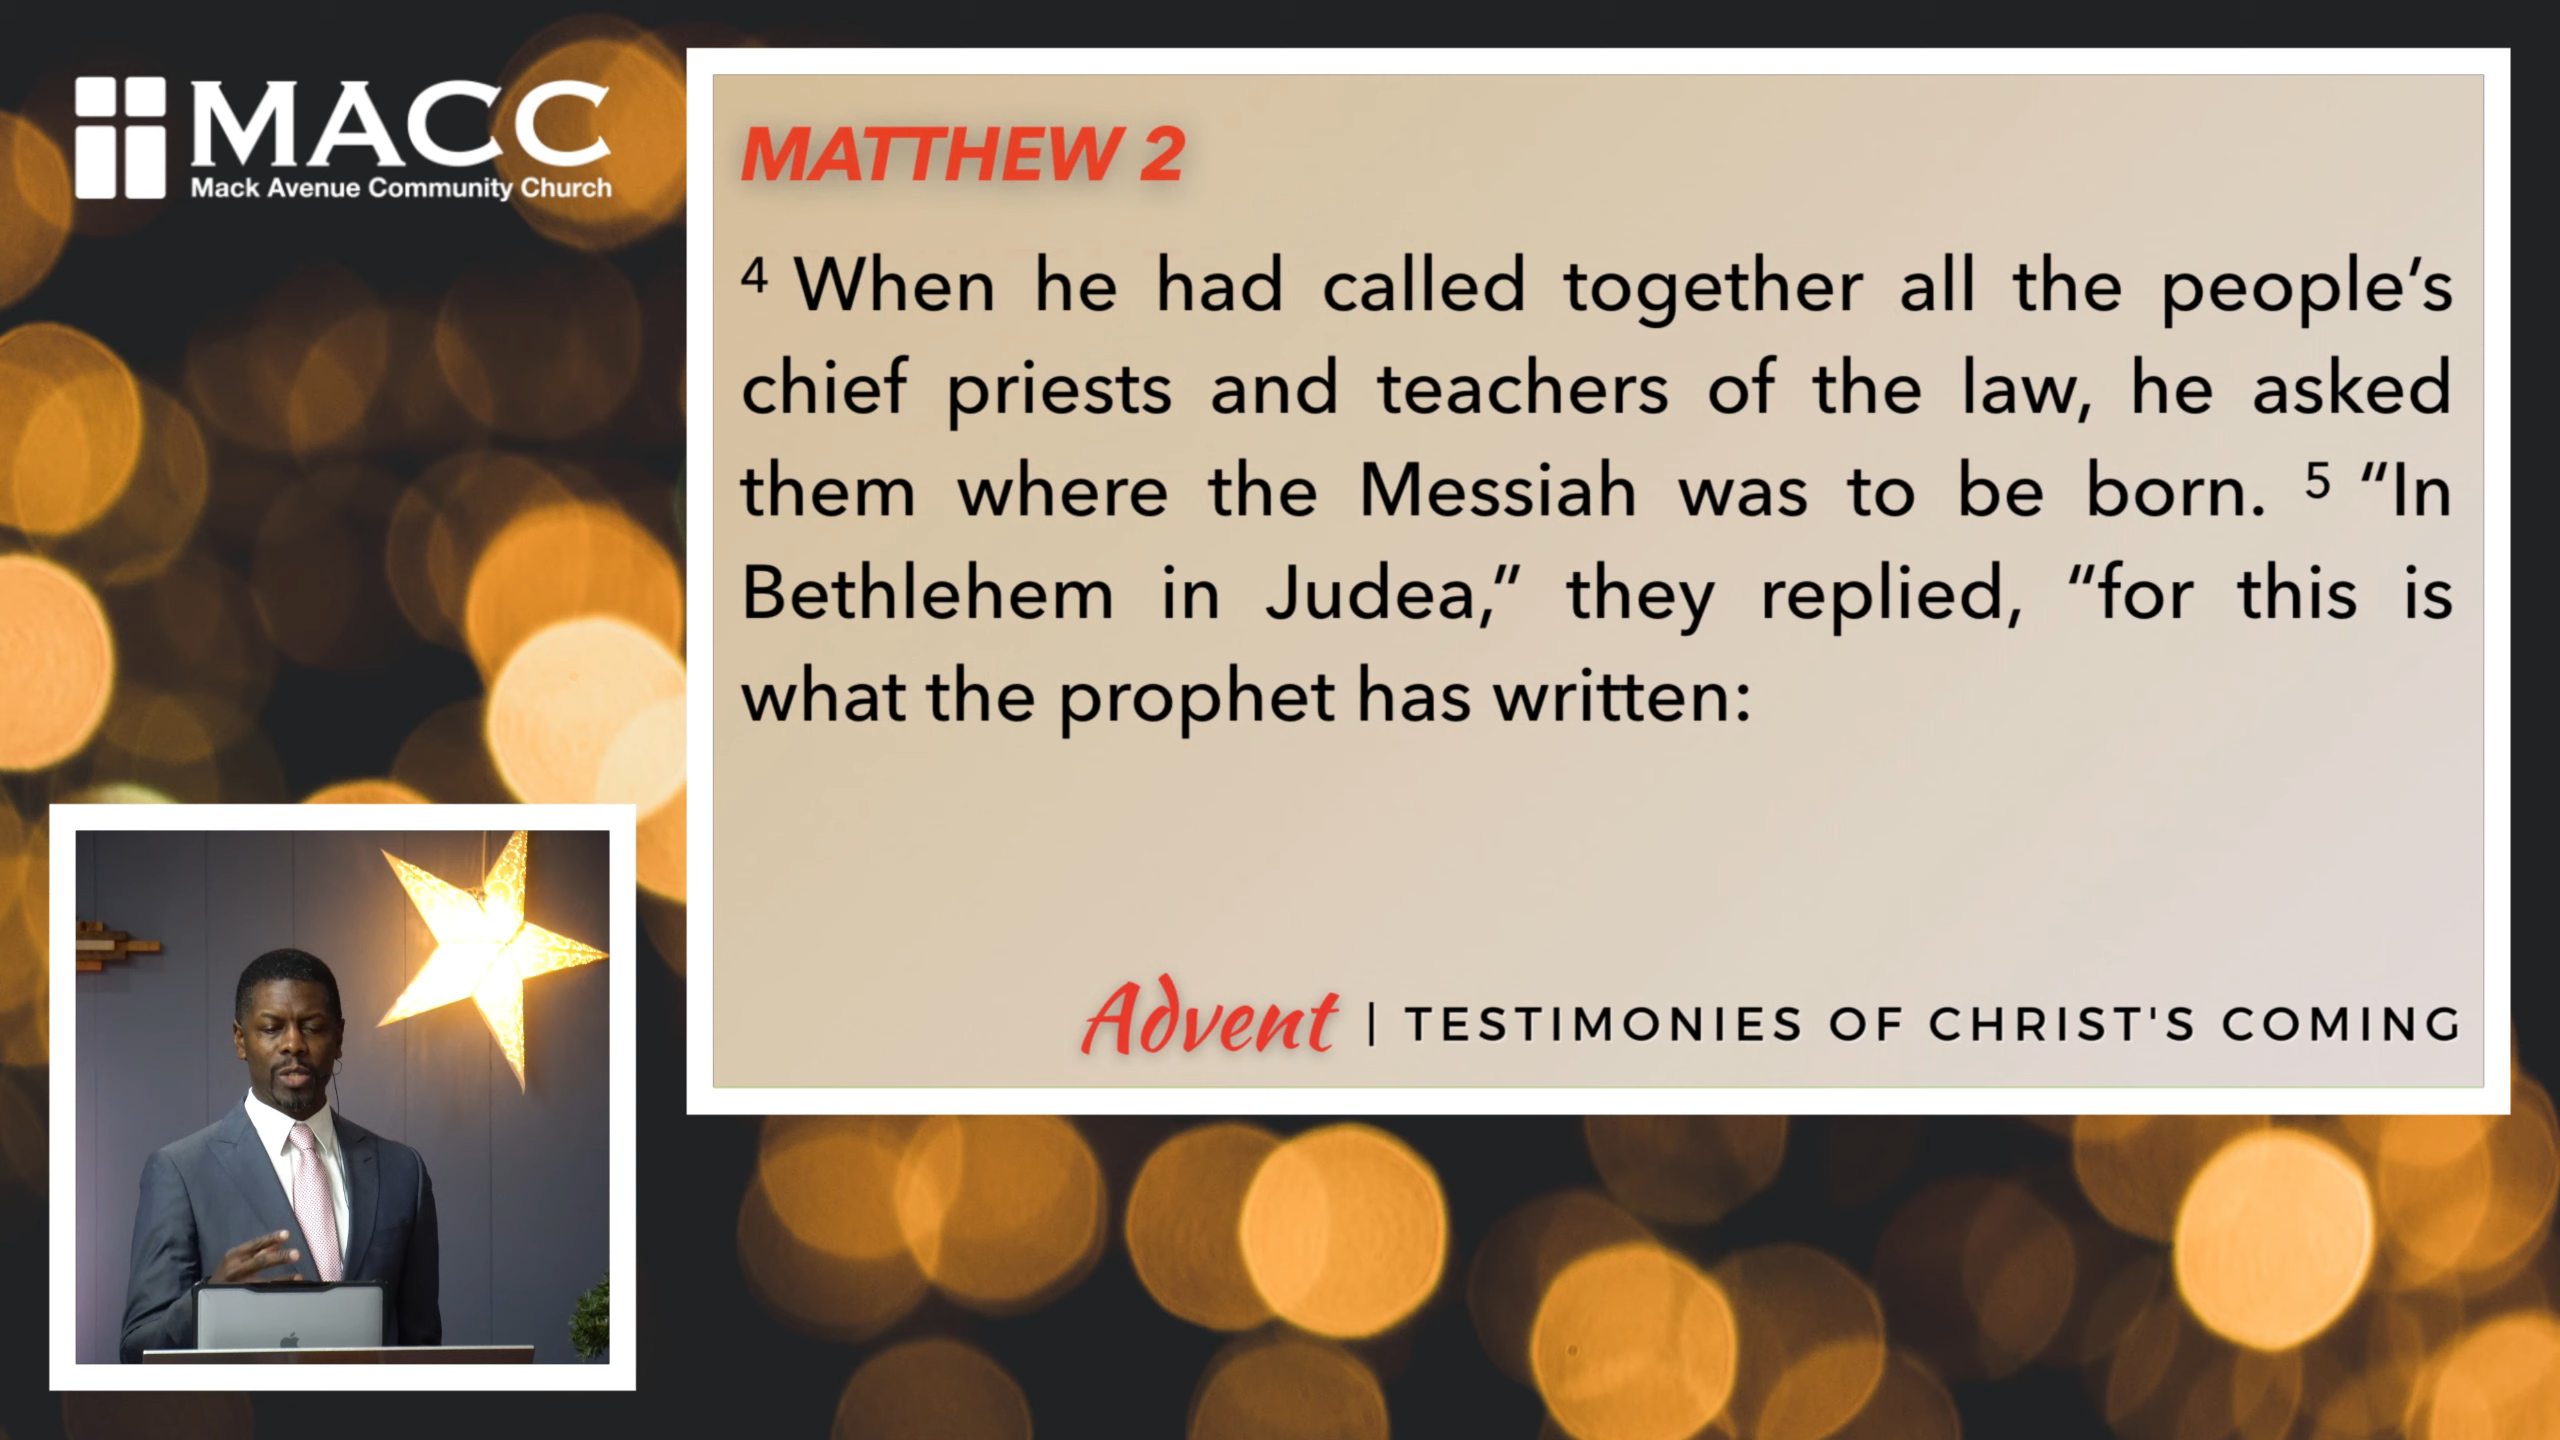 MACC
Mack Avenue Community Church
MATTHEW 2
4 When he had called together all the people’s
chief priests and teachers of the law, he asked
them where the Messiah was to be born. 5 “In
Bethlehem in Judea,” they replied, “for this is
what the prophet has written:
Advent | TESTIMONIES OF CHRIST'S COMING